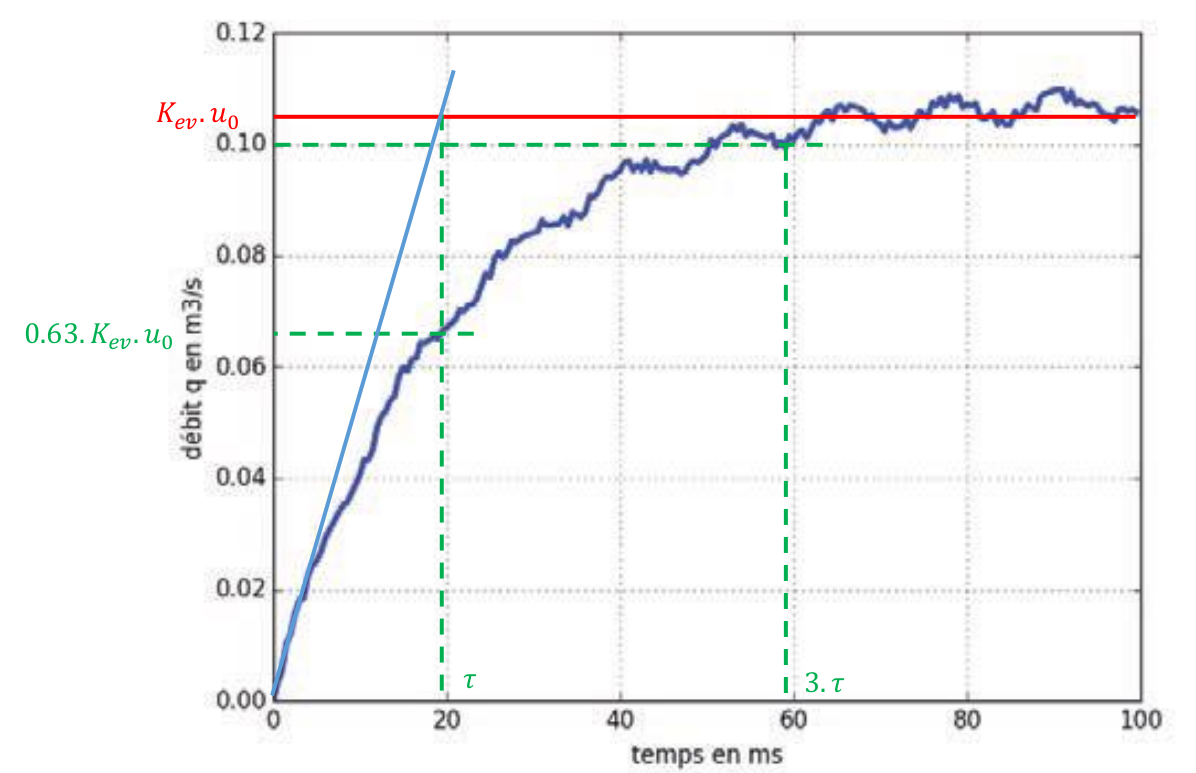 0.12
K_ev. u_0
0.10
0.08
débit q en m3/s
0.63. K_ev. u_0
0.06
0.04
0.02
τ
3. τ
0.00
0 20 40 60 80 100
temps en ms